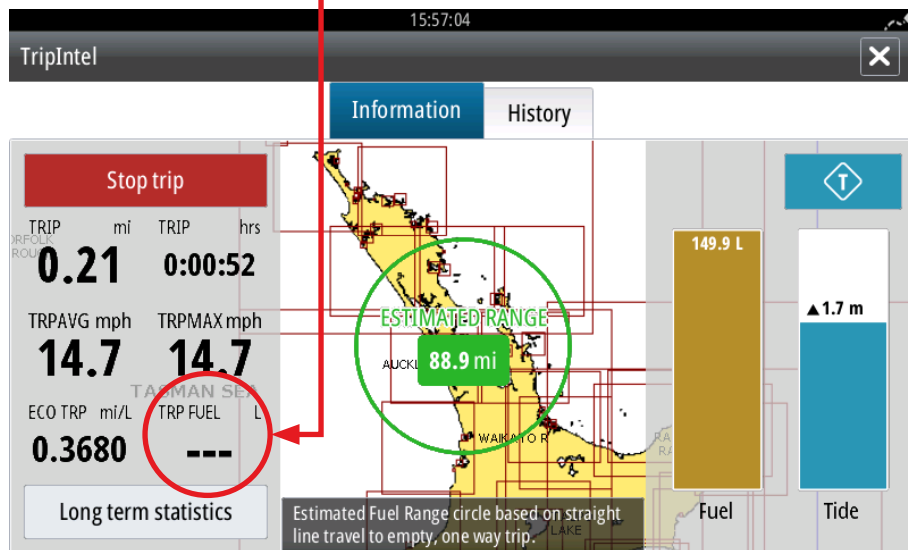 15:57:04
TripIntel
Information
History
Stop trip
TRIP mi TRIP hrs
0.21 0:00:52
TRPAVG mph TRPMAX mph
14.7 14.7
TASMAN SEA
ECO TRP mi/L TRP FUEL L
0.3680 ---
Long term statistics
ESTIMATED RANGE
88.9 mi
AUCKL
WAIKATO R
LAKE
Estimated Fuel Range circle based on straight
line travel to empty, one way trip.
T
149.9 L
▲1.7 m
Fuel
Tide